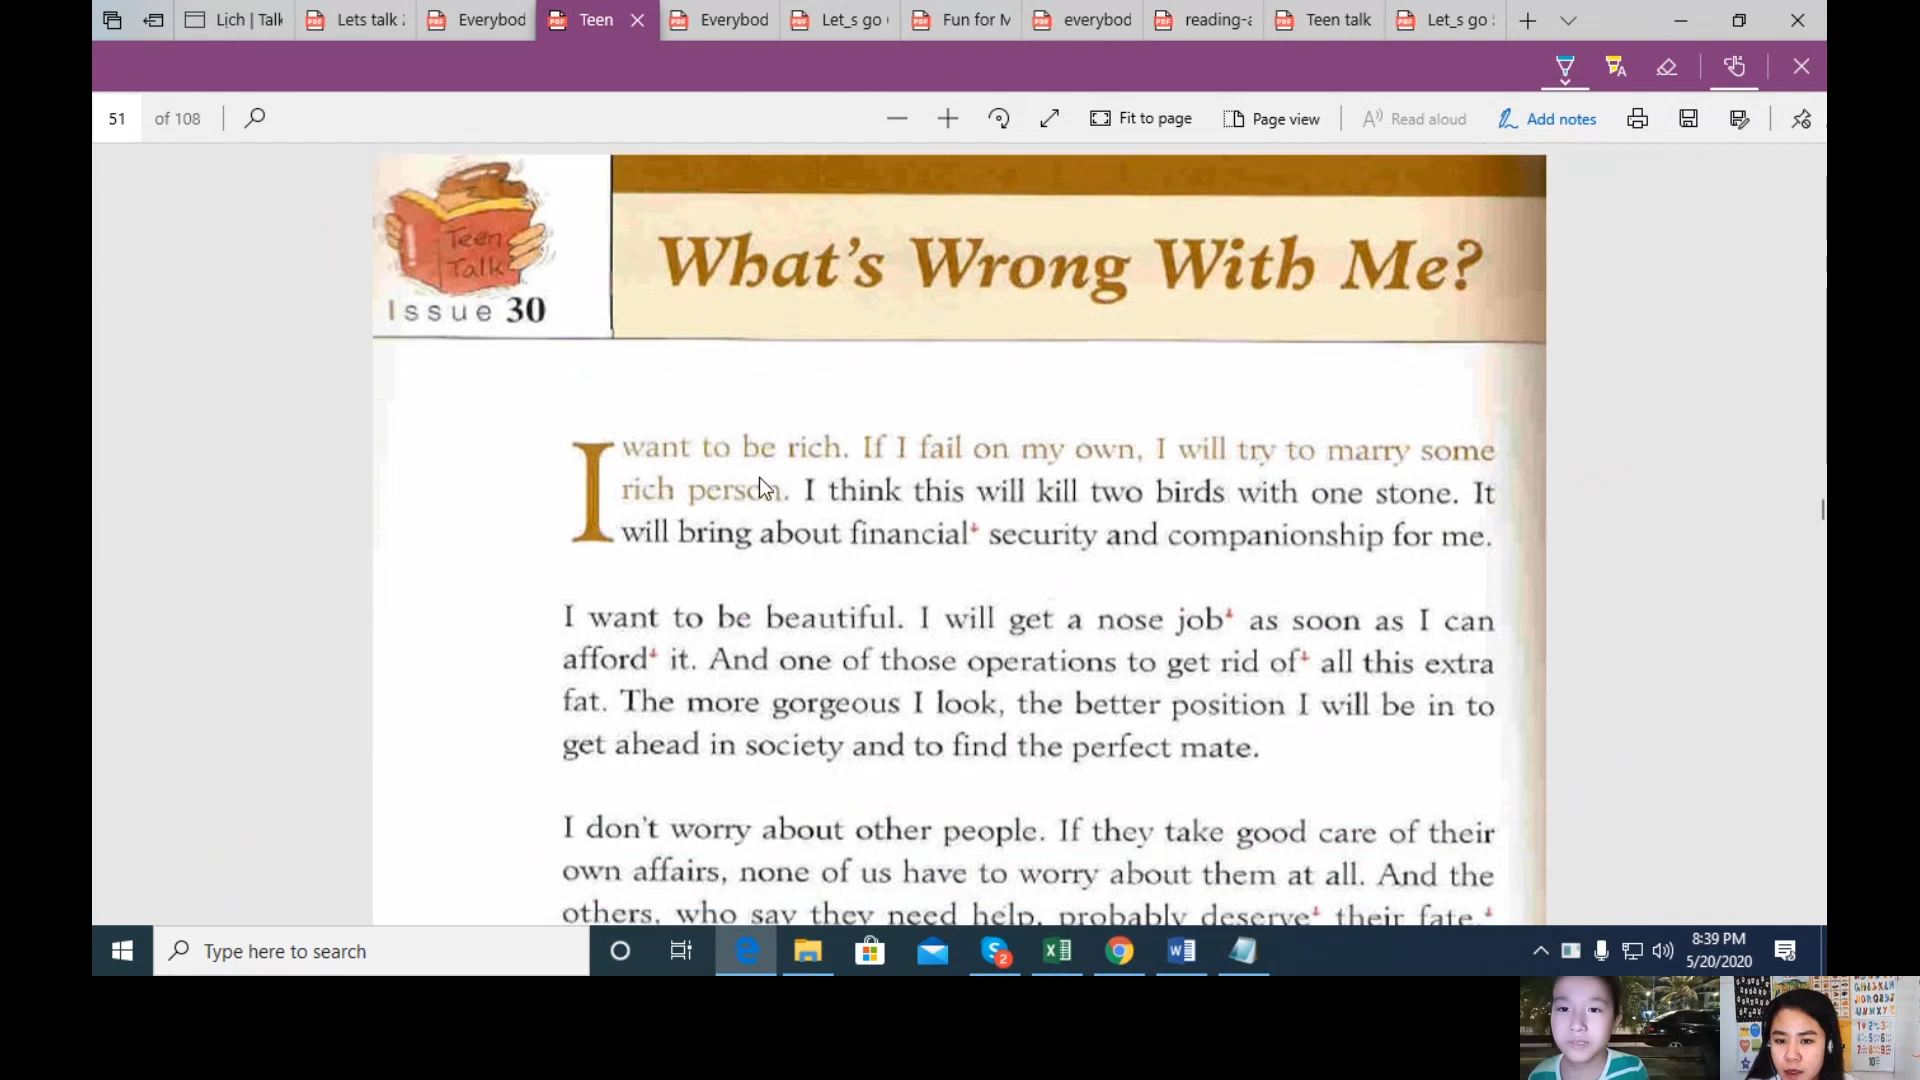 Lịch | Talk Lets talk Everybod Teen Everybod Let_s go Fun for M everybod reading-a Teen talk Let_s go
51 of 108 Fit to page Page view Read aloud Add notes
Teen
Talk
Issue 30
What's Wrong With Me?
I want to be rich. If I fail on my own, I will try to marry some
rich person. I think this will kill two birds with one stone. It
will bring about financial security and companionship for me.
I want to be beautiful. I will get a nose job as soon as I can
afford it. And one of those operations to get rid of all this extra
fat. The more gorgeous I look, the better position I will be in to
get ahead in society and to find the perfect mate.
I don't worry about other people. If they take good care of their
own affairs, none of us have to worry about them at all. And the
others, who say they need help, probably deserve their fate.
Type here to search
2
8:39 PM
5/20/2020